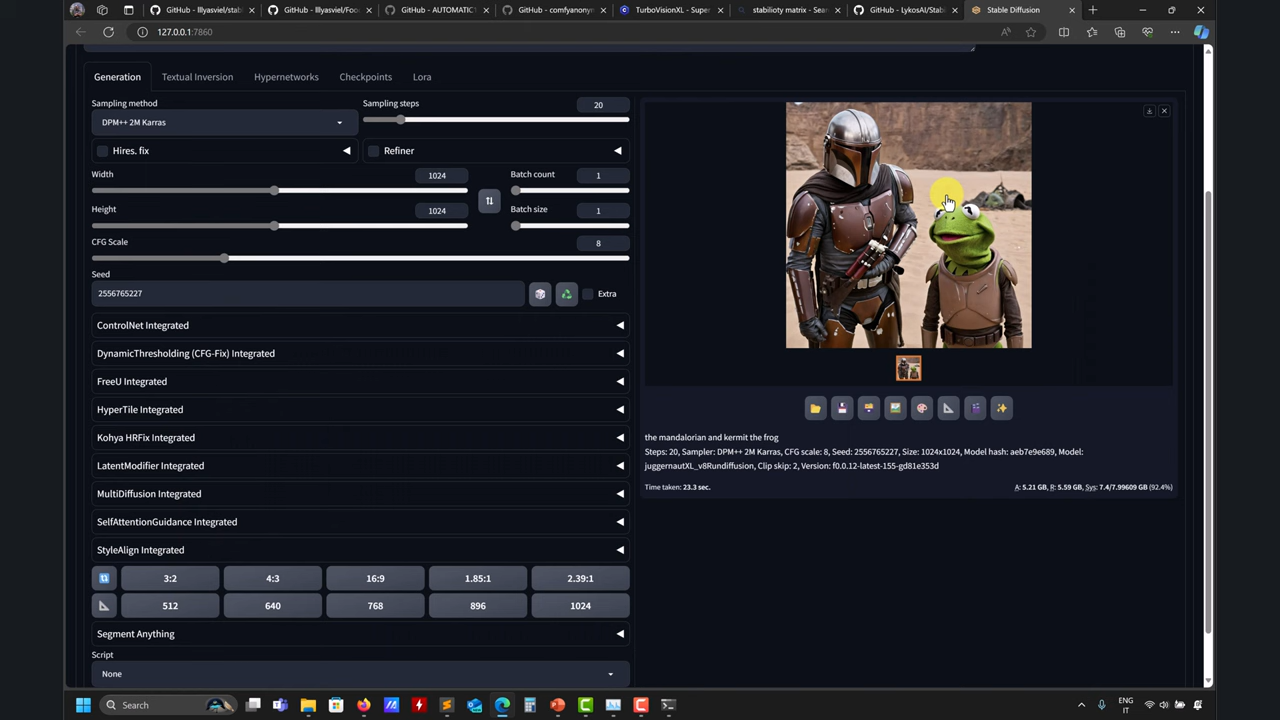 GitHub - lllyasviel/stabl
GitHub - lllyasviel/Foo
GitHub - AUTOMATIC
GitHub - comfyanonym
TurboVisionXL - Super
stabilioty matrix - Sear
GitHub - LykosAI/Stabi
Stable Diffusion
127.0.0.1:7860
Generation
Textual Inversion
Hypernetworks
Checkpoints
Lora
Sampling method
Sampling steps
20
DPM++ 2M Karras
Hires. fix
Refiner
Width
1024
Batch count
1
Height
1024
Batch size
1
CFG Scale
8
Seed
2556765227
Extra
ControlNet Integrated
DynamicThresholding (CFG-Fix) Integrated
FreeU Integrated
HyperTile Integrated
Kohya HRFix Integrated
LatentModifier Integrated
MultiDiffusion Integrated
SelfAttentionGuidance Integrated
StyleAlign Integrated
3:2
4:3
16:9
1.85:1
2.39:1
512
640
768
896
1024
Segment Anything
Script
None
the mandalorian and kermit the frog
Steps: 20, Sampler: DPM++ 2M Karras, CFG scale: 8, Seed: 2556765227, Size: 1024x1024, Model hash: aeb7e9e689, Model:
juggernautXL_v8Rundiffusion, Clip skip: 2, Version: f0.0.12-latest-155-gd81e353d
Time taken: 23.3 sec.
A: 5.21 GB, R: 5.59 GB, Sys: 7.4/7.99609 GB (92.4%)
Search
ENG
IT